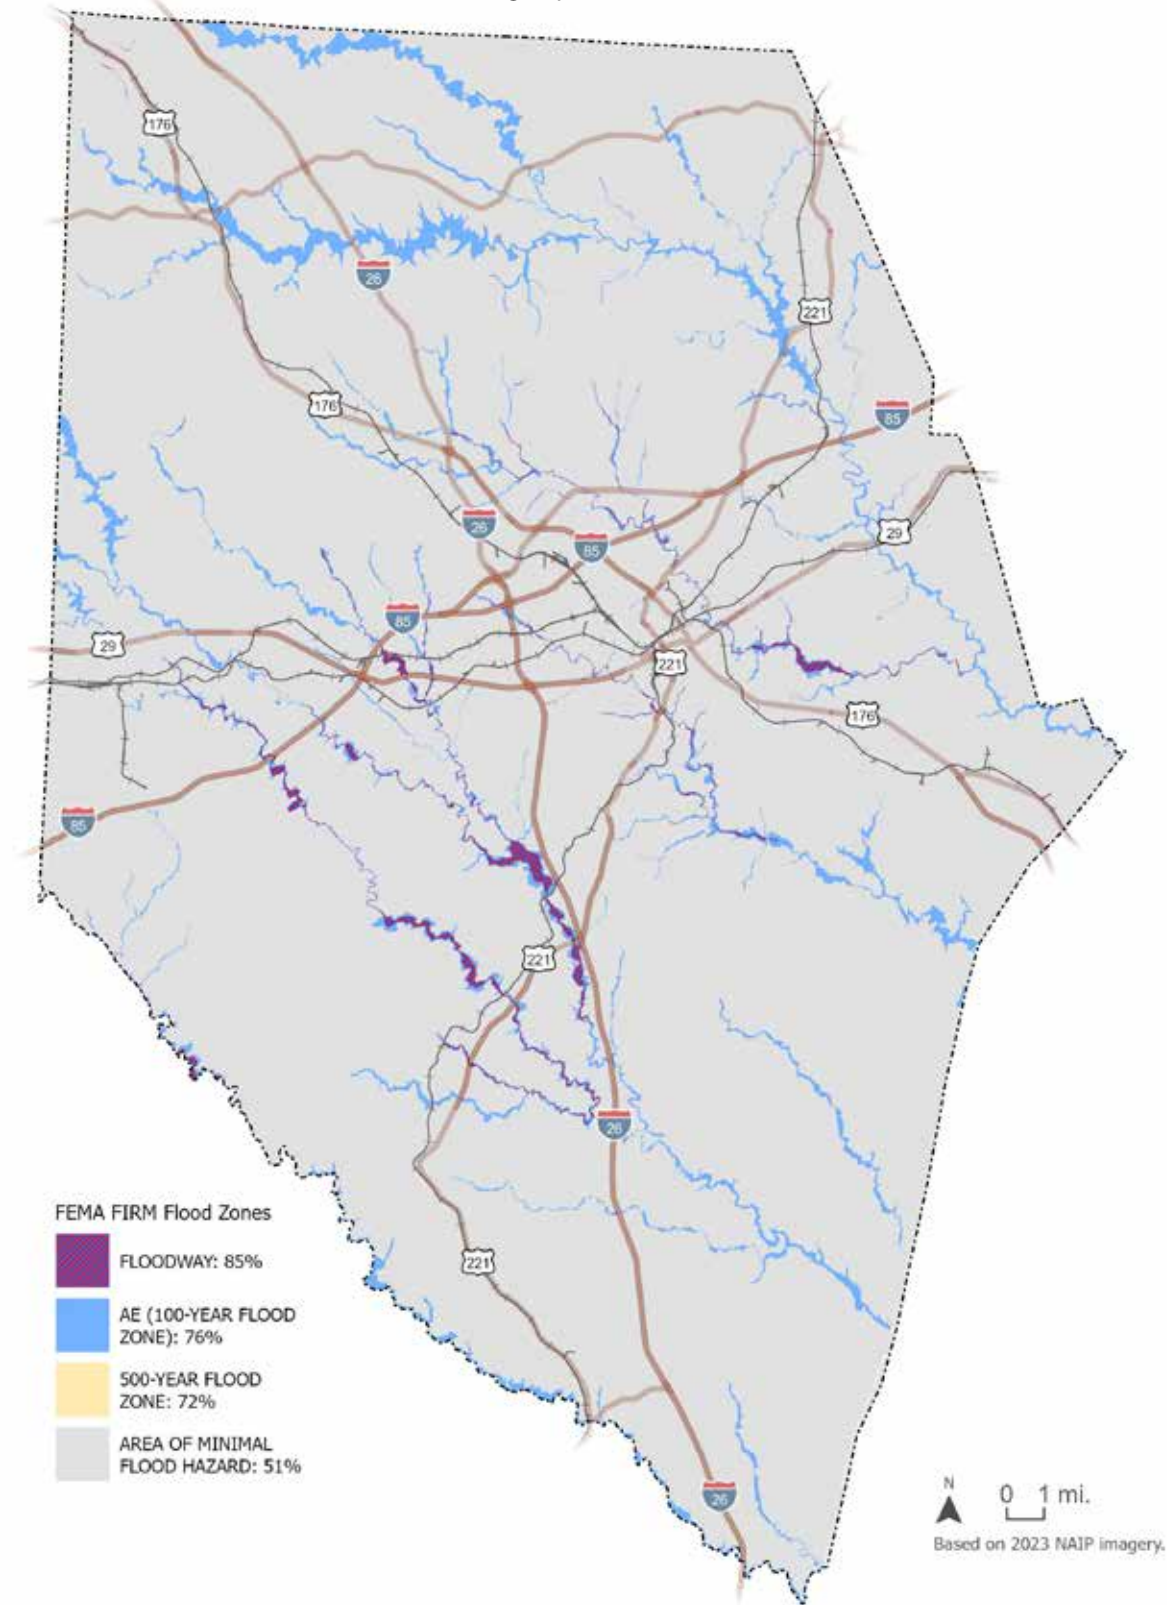 176
26
221
176
85
26
85
29
85
29
221
176
85
221
26
FEMA FIRM Flood Zones
FLOODWAY: 85%
AE (100-YEAR FLOOD
ZONE): 76%
221
500-YEAR FLOOD
ZONE: 72%
AREA OF MINIMAL
FLOOD HAZARD: 51%
26
N
0 1 mi.
Based on 2023 NAIP imagery.